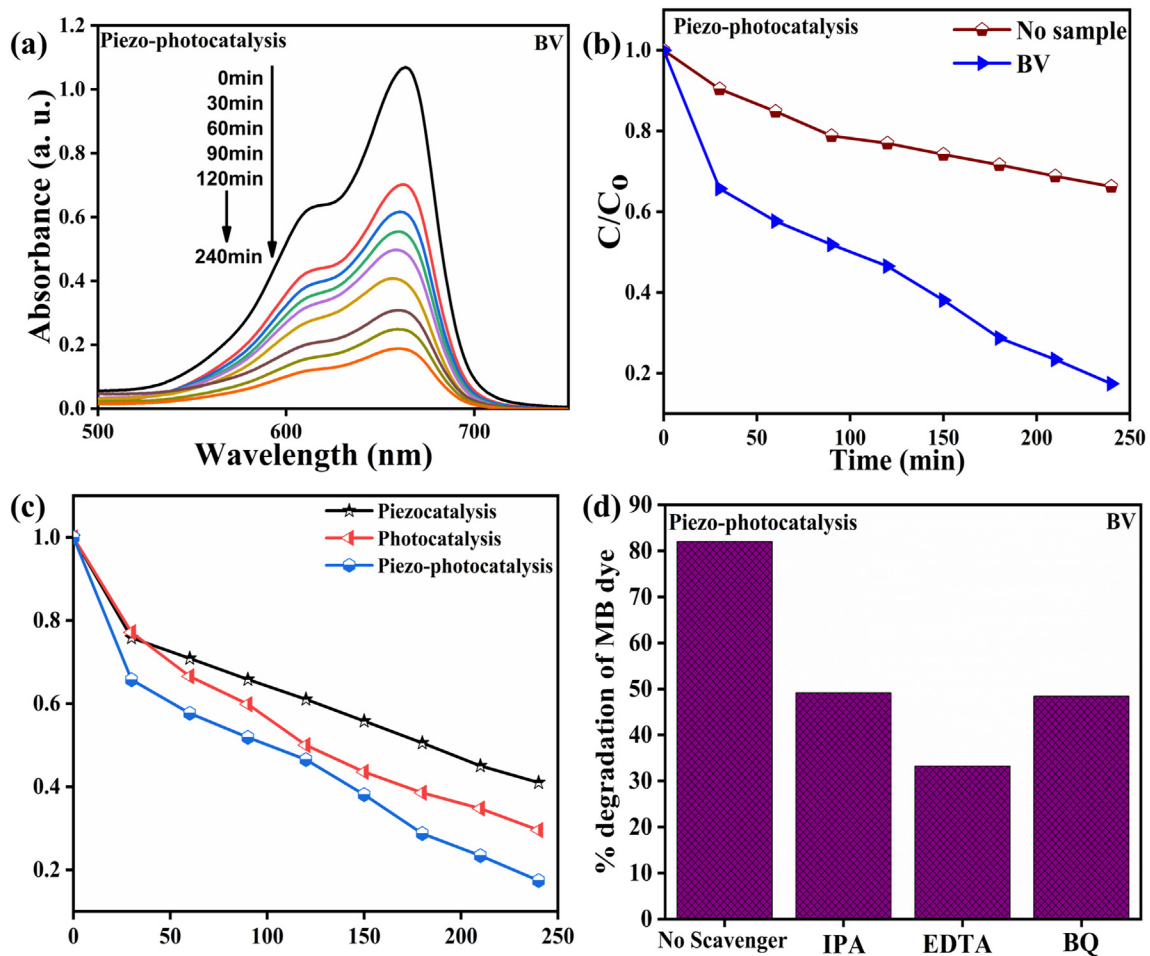 (a)
Piezo-photocatalysis
BV
0min
30min
60min
90min
120min
240min
Absorbance (a. u.)
1.2
1.0
0.8
0.6
0.4
0.2
0.0
500
600
700
Wavelength (nm)
(b)
Piezo-photocatalysis
No sample
BV
C/Co
1.0
0.8
0.6
0.4
0.2
0
50
100
150
200
250
Time (min)
(c)
Piezocatalysis
Photocatalysis
Piezo-photocatalysis
1.0
0.8
0.6
0.4
0.2
0
50
100
150
200
250
(d)
Piezo-photocatalysis
BV
% degradation of MB dye
90
80
70
60
50
40
30
20
10
0
No Scavenger
IPA
EDTA
BQ